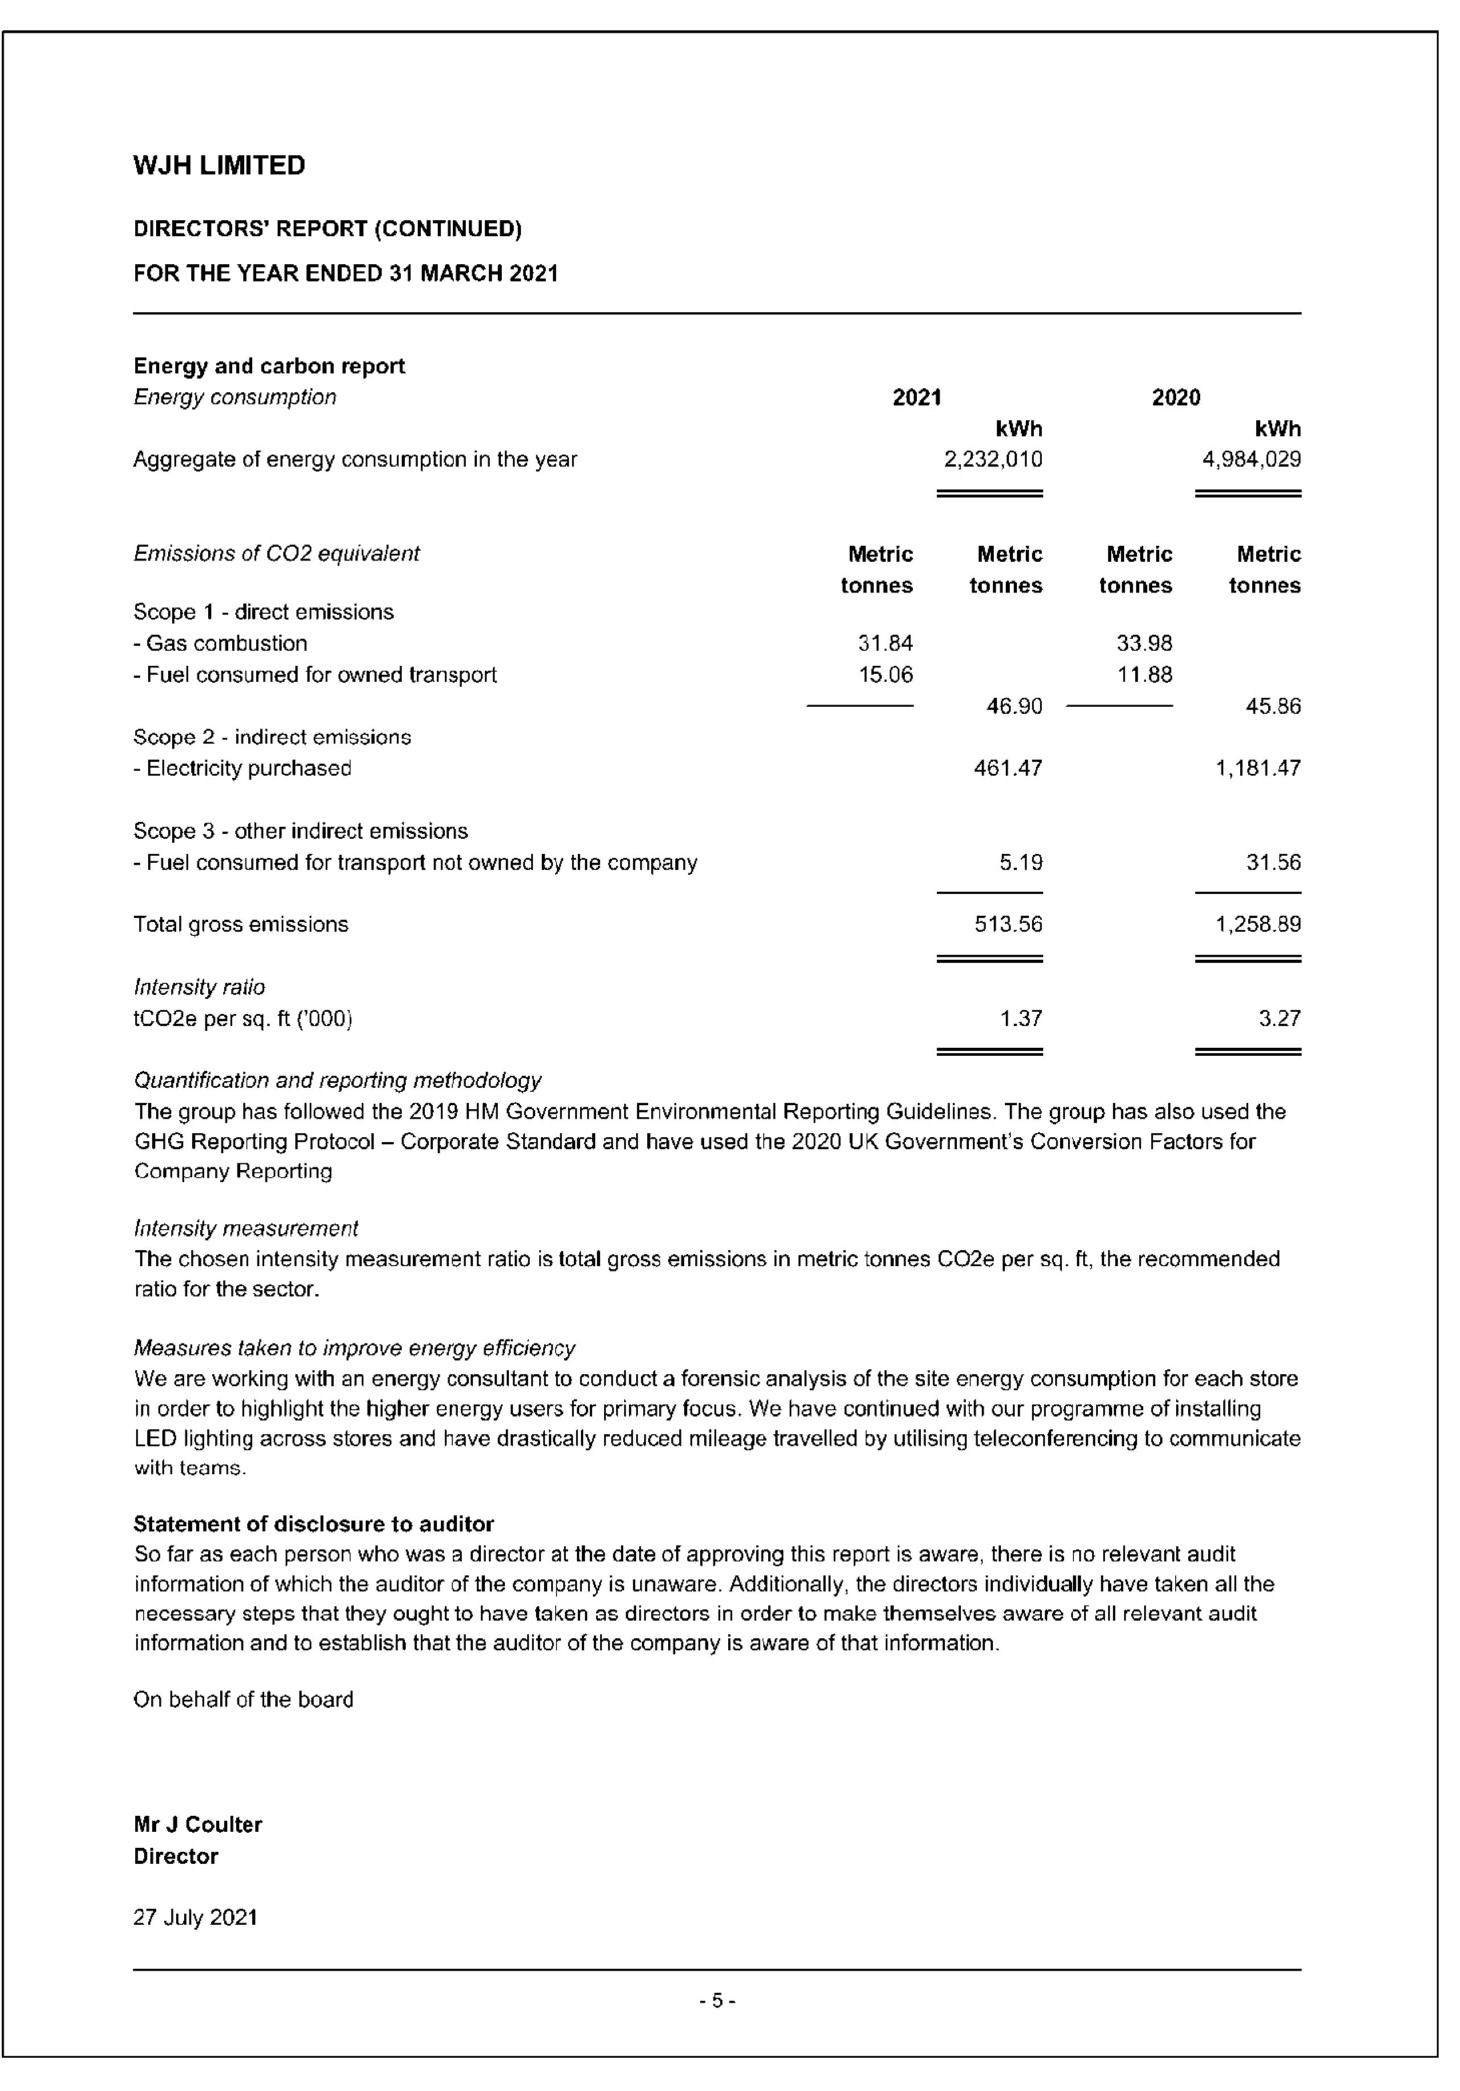 WJH LIMITED
DIRECTORS' REPORT (CONTINUED)
FOR THE YEAR ENDED 31 MARCH 2021
Energy and carbon report
Energy consumption 2021 2020
kWh kWh
Aggregate of energy consumption in the year 2,232,010 4,984,029
Emissions of CO2 equivalent Metric Metric Metric Metric
tonnes tonnes tonnes tonnes
Scope 1 - direct emissions
- Gas combustion 31.84 33.98
- Fuel consumed for owned transport 15.06 11.88
46.90 45.86
Scope 2 - indirect emissions
- Electricity purchased 461.47 1,181.47
Scope 3 - other indirect emissions
- Fuel consumed for transport not owned by the company 5.19 31.56
Total gross emissions 513.56 1,258.89
Intensity ratio
tCO2e per sq. ft ('000) 1.37 3.27
Quantification and reporting methodology
The group has followed the 2019 HM Government Environmental Reporting Guidelines. The group has also used the
GHG Reporting Protocol – Corporate Standard and have used the 2020 UK Government's Conversion Factors for
Company Reporting
Intensity measurement
The chosen intensity measurement ratio is total gross emissions in metric tonnes CO2e per sq. ft, the recommended
ratio for the sector.
Measures taken to improve energy efficiency
We are working with an energy consultant to conduct a forensic analysis of the site energy consumption for each store
in order to highlight the higher energy users for primary focus. We have continued with our programme of installing
LED lighting across stores and have drastically reduced mileage travelled by utilising teleconferencing to communicate
with teams.
Statement of disclosure to auditor
So far as each person who was a director at the date of approving this report is aware, there is no relevant audit
information of which the auditor of the company is unaware. Additionally, the directors individually have taken all the
necessary steps that they ought to have taken as directors in order to make themselves aware of all relevant audit
information and to establish that the auditor of the company is aware of that information.
On behalf of the board
Mr J Coulter
Director
27 July 2021
- 5 -